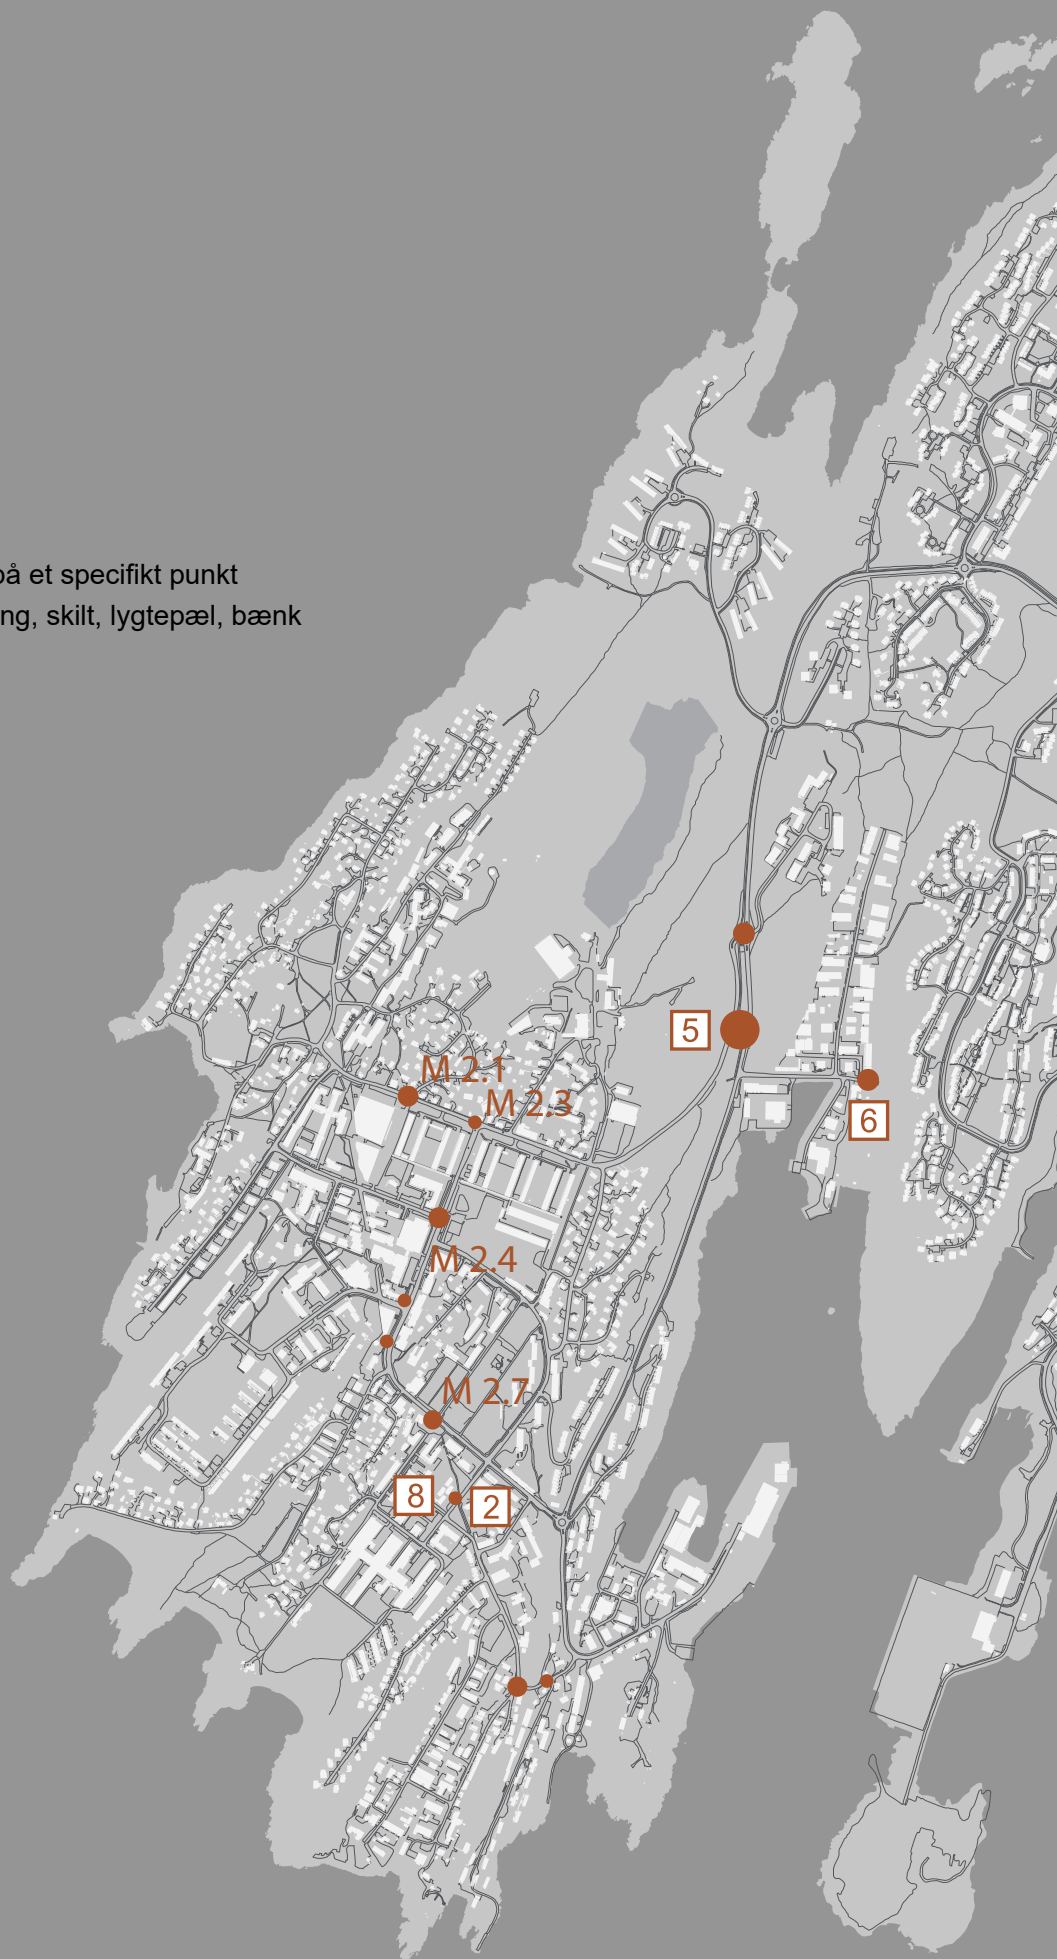 på et specifikt punkt
ng, skilt, lygtepæl, bænk
5
M 2.1
M 2.3
6
M 2.4
M 2.7
8
2